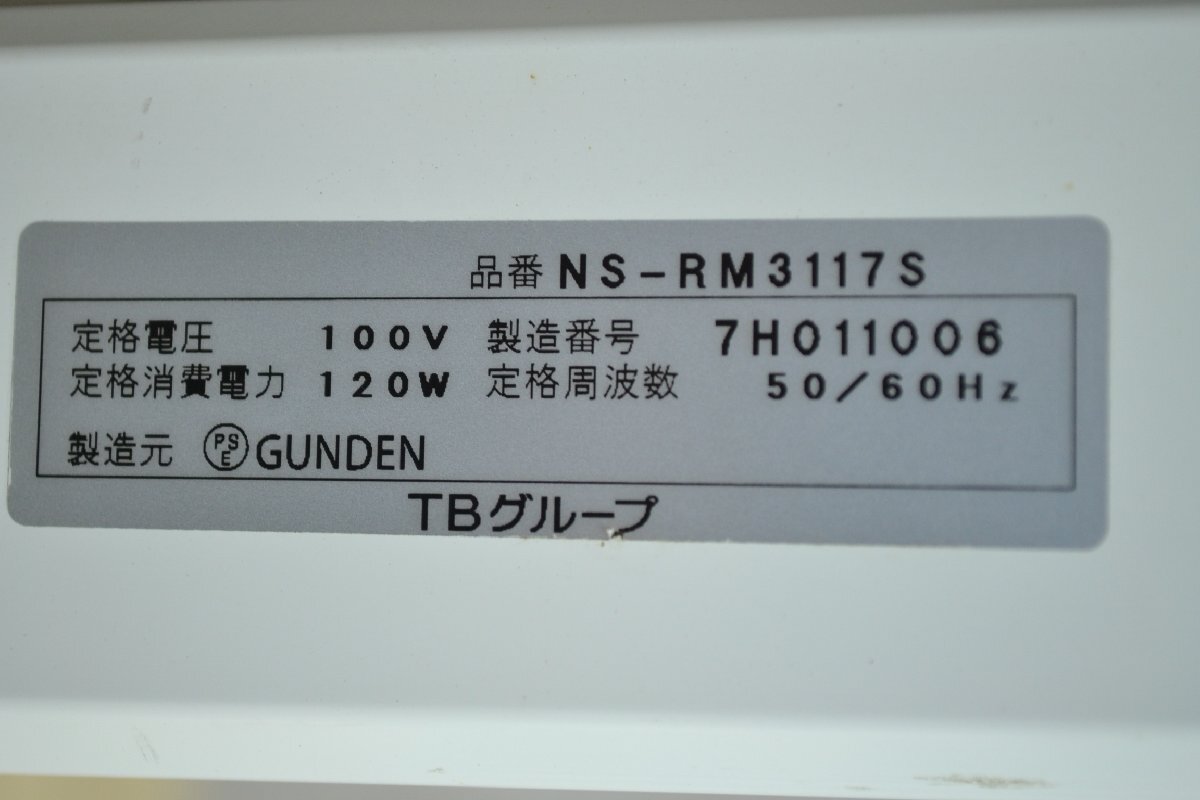 品番 NS-RM3117S
定格電圧 100V 製造番号 7H011006
定格消費電力 120W 定格周波数 50/60Hz
製造元 PSE GUNDEN
TBグループ